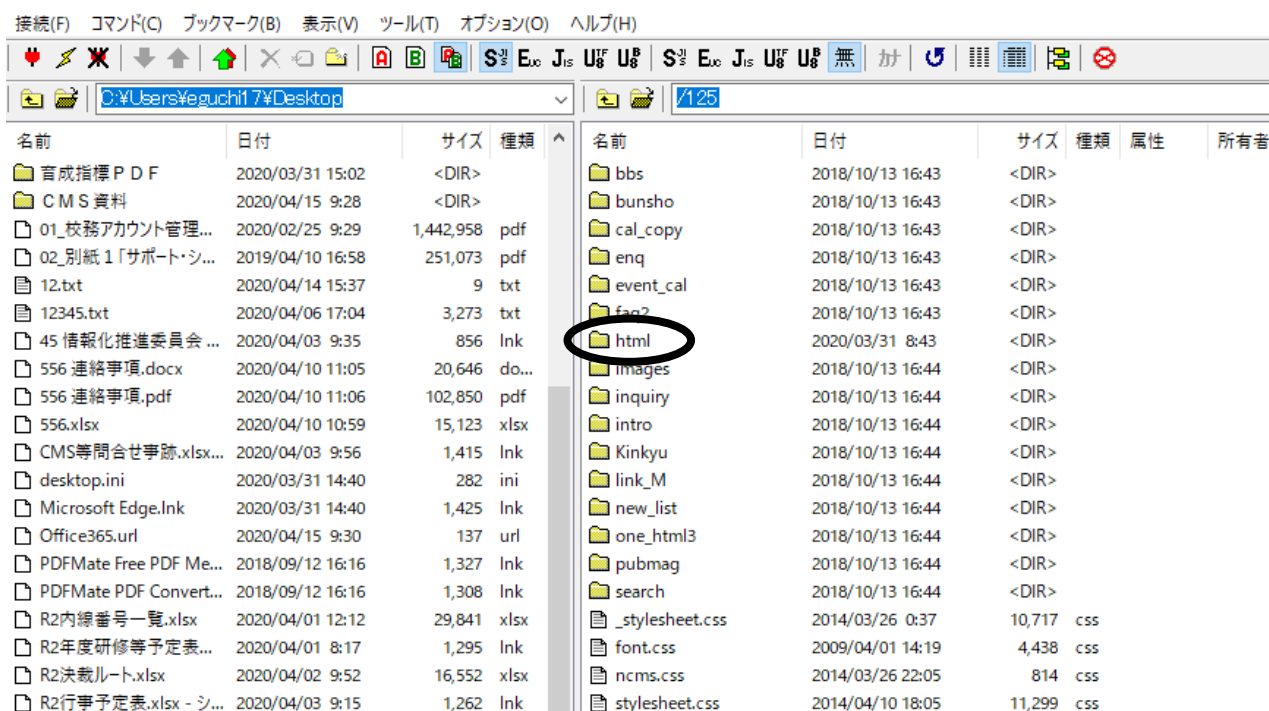 接続(F) コマンド(C) ブックマーク(B) 表示(V) ツール(T) オプション(O) ヘルプ(H)
A B B S Euc Jis UTF8 U8B S Euc Jis UTF8 U8B 無 カナ
C:¥Users¥eguchi17¥Desktop /125
名前 日付 サイズ 種類 名前 日付 サイズ 種類 属性 所有者
育成指標ＰＤＦ 2020/03/31 15:02 <DIR> bbs 2018/10/13 16:43 <DIR>
ＣＭＳ資料 2020/04/15 9:28 <DIR> bunsho 2018/10/13 16:43 <DIR>
01_校務アカウント管理... 2020/02/25 9:29 1,442,958 pdf cal_copy 2018/10/13 16:43 <DIR>
02_別紙１「サポート・シ... 2019/04/10 16:58 251,073 pdf enq 2018/10/13 16:43 <DIR>
12.txt 2020/04/14 15:37 9 txt event_cal 2018/10/13 16:43 <DIR>
12345.txt 2020/04/06 17:04 3,273 txt faq2 2018/10/13 16:43 <DIR>
45 情報化推進委員会 ... 2020/04/03 9:35 856 lnk html 2020/03/31 8:43 <DIR>
556 連絡事項.docx 2020/04/10 11:05 20,646 do... images 2018/10/13 16:44 <DIR>
556 連絡事項.pdf 2020/04/10 11:06 102,850 pdf inquiry 2018/10/13 16:44 <DIR>
556.xlsx 2020/04/10 10:59 15,123 xlsx intro 2018/10/13 16:44 <DIR>
CMS等問合せ事跡.xlsx... 2020/04/03 9:56 1,415 lnk Kinkyu 2018/10/13 16:44 <DIR>
desktop.ini 2020/03/31 14:40 282 ini link_M 2018/10/13 16:44 <DIR>
Microsoft Edge.lnk 2020/03/31 14:40 1,425 lnk new_list 2018/10/13 16:44 <DIR>
Office365.url 2020/04/15 9:30 137 url one_html3 2018/10/13 16:44 <DIR>
PDFMate Free PDF Me... 2018/09/12 16:16 1,327 lnk pubmag 2018/10/13 16:44 <DIR>
PDFMate PDF Convert... 2018/09/12 16:16 1,308 lnk search 2018/10/13 16:44 <DIR>
R2内線番号一覧.xlsx 2020/04/01 12:12 29,841 xlsx _stylesheet.css 2014/03/26 0:37 10,717 css
R2年度研修等予定表... 2020/04/01 8:17 1,295 lnk font.css 2009/04/01 14:19 4,438 css
R2決裁ルート.xlsx 2020/04/02 9:52 16,552 xlsx ncms.css 2014/03/26 22:05 814 css
R2行事予定表.xlsx - シ... 2020/04/03 9:15 1,262 lnk stylesheet.css 2014/04/10 18:05 11,299 css